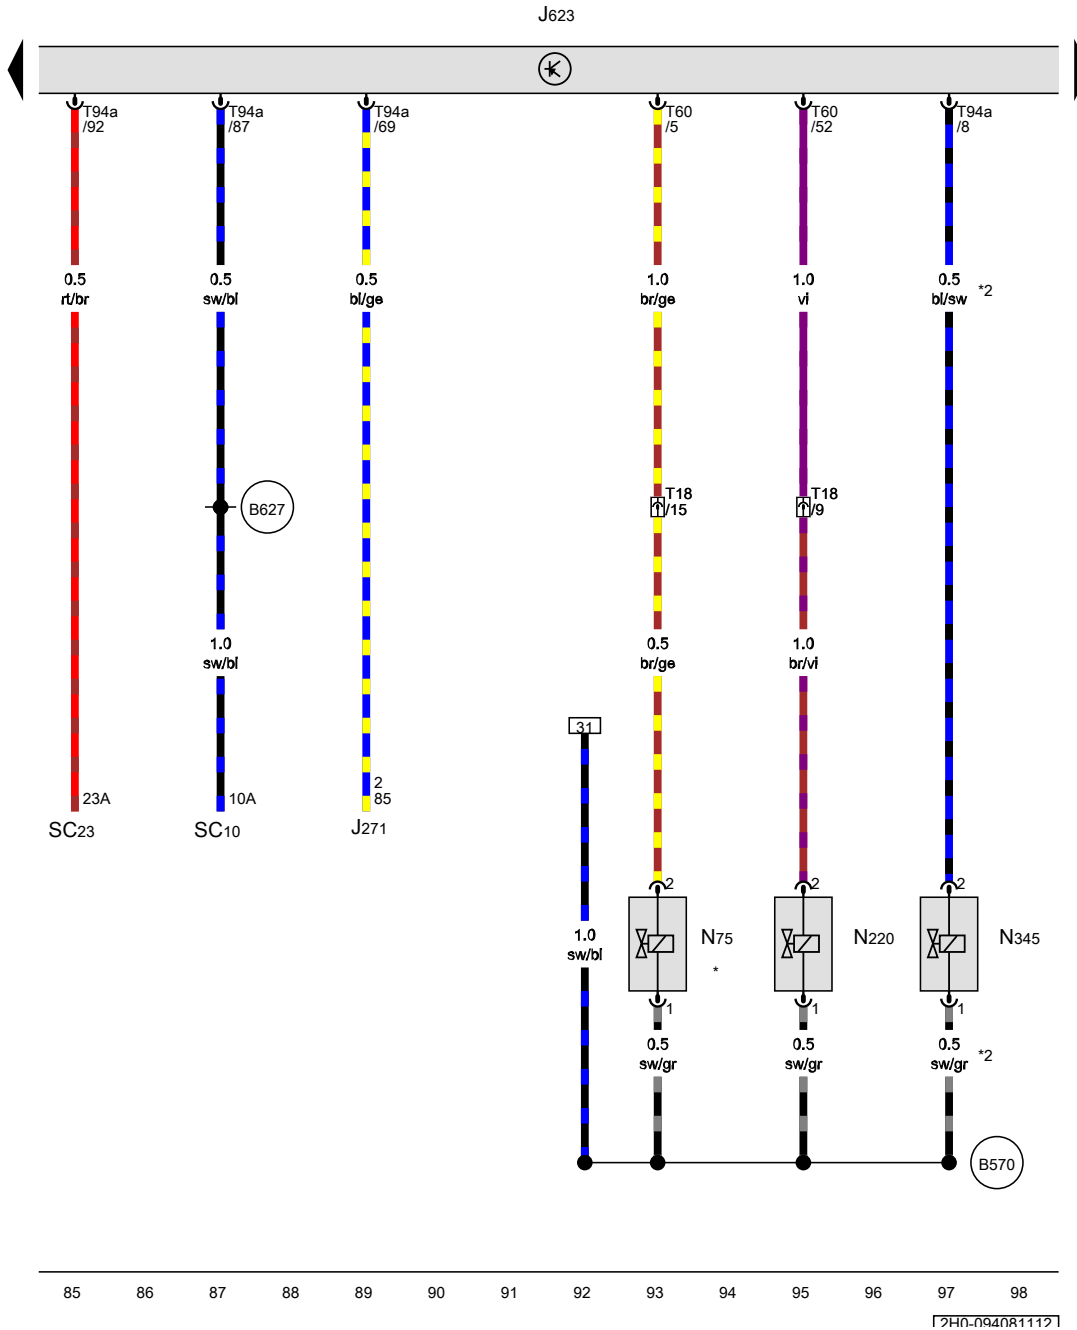 J623
T94a T94a T94a T60 T60 T94a
/92 /87 /69 /5 /52 /8
0.5 0.5 0.5 1.0 1.0 0.5
rt/br sw/bl bl/ge br/ge vi bl/sw *2
T18 T18
B627 /15 /9
1.0 0.5 1.0
sw/bl br/ge br/vi
31
2
23A 10A 85
SC23 SC10 J271
2 2 2
1.0 N75 N220 N345
sw/bl
*
1 1 1
0.5 0.5 0.5
sw/gr sw/gr sw/gr *2
B570
85 86 87 88 89 90 91 92 93 94 95 96 97 98
2H0-094081112